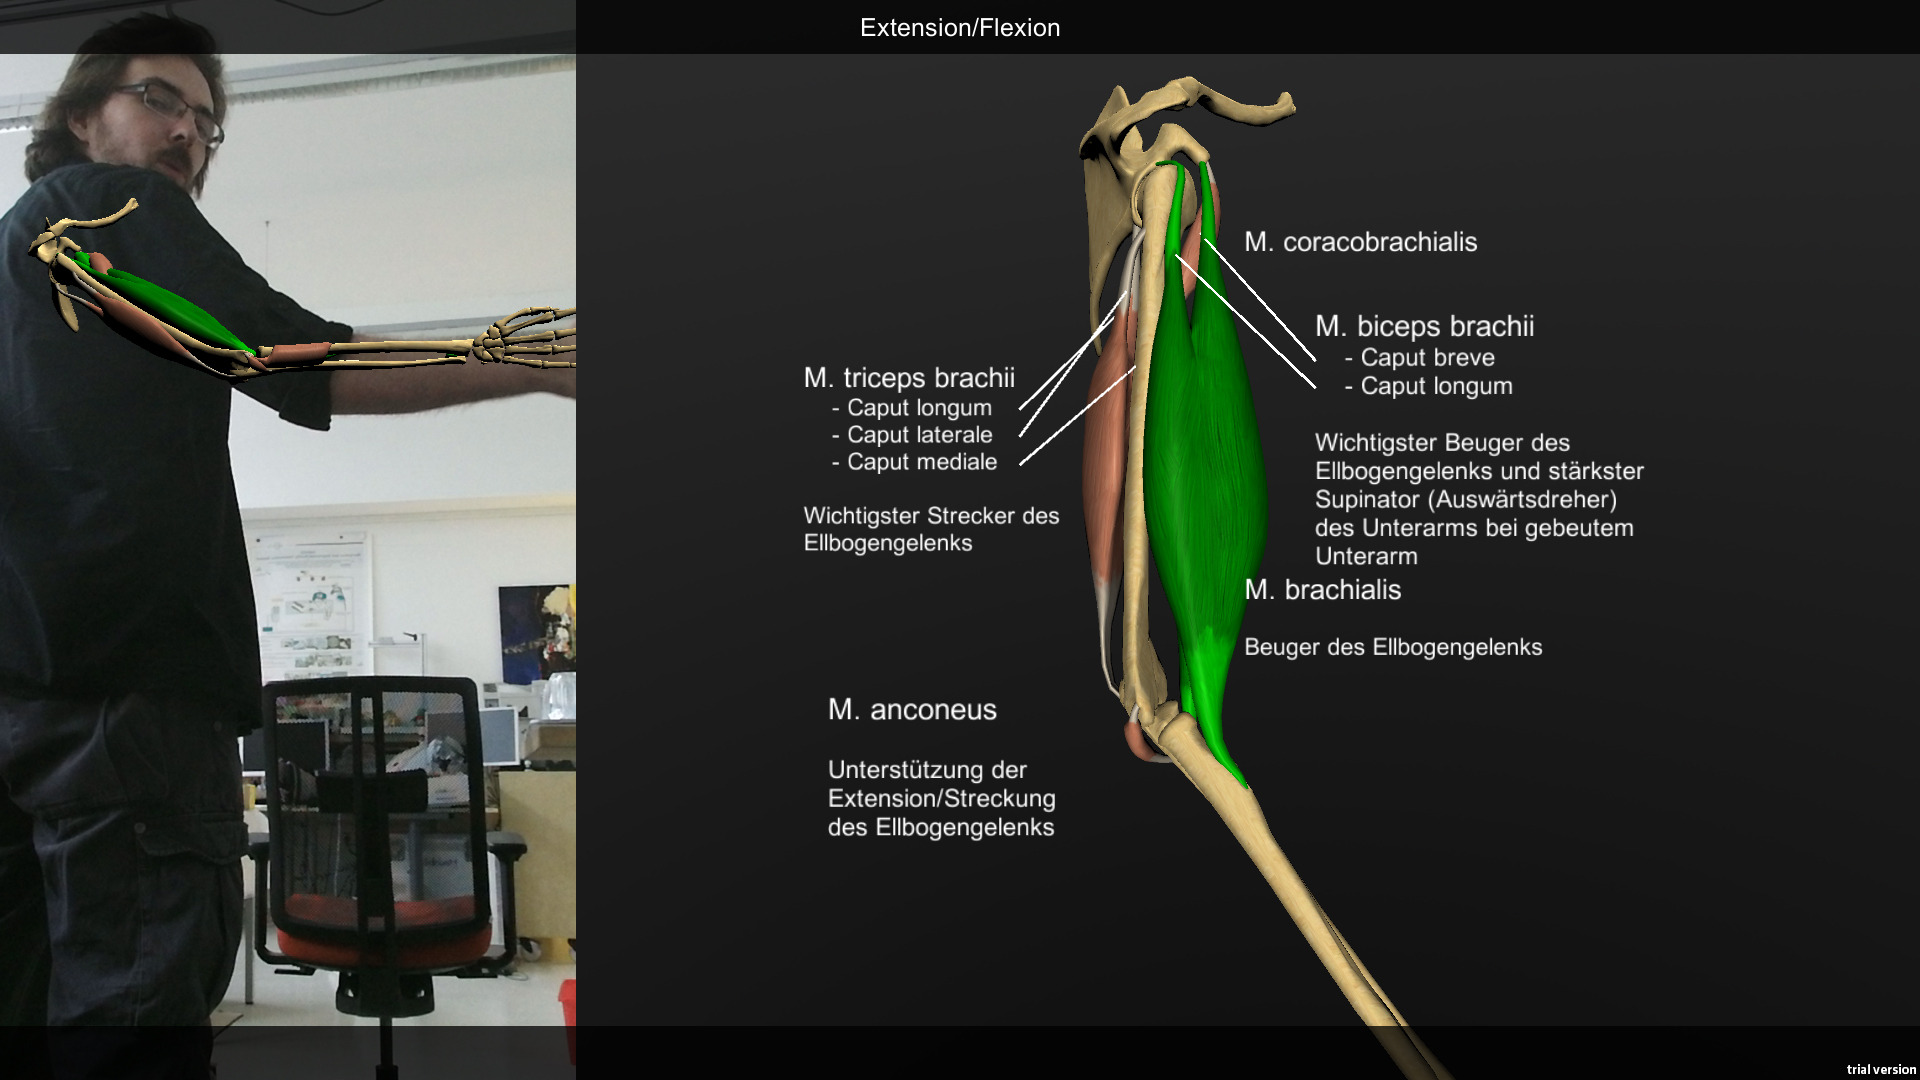 Extension/Flexion
M. coracobrachialis
M. biceps brachii
- Caput breve
- Caput longum
Wichtigster Beuger des
Ellbogengelenks und stärkster
Supinator (Auswärtsdreher)
des Unterarms bei gebeutem
Unterarm
M. brachialis
Beuger des Ellbogengelenks
M. triceps brachii
- Caput longum
- Caput laterale
- Caput mediale
Wichtigster Strecker des
Ellbogengelenks
M. anconeus
Unterstützung der
Extension/Streckung
des Ellbogengelenks
trial version